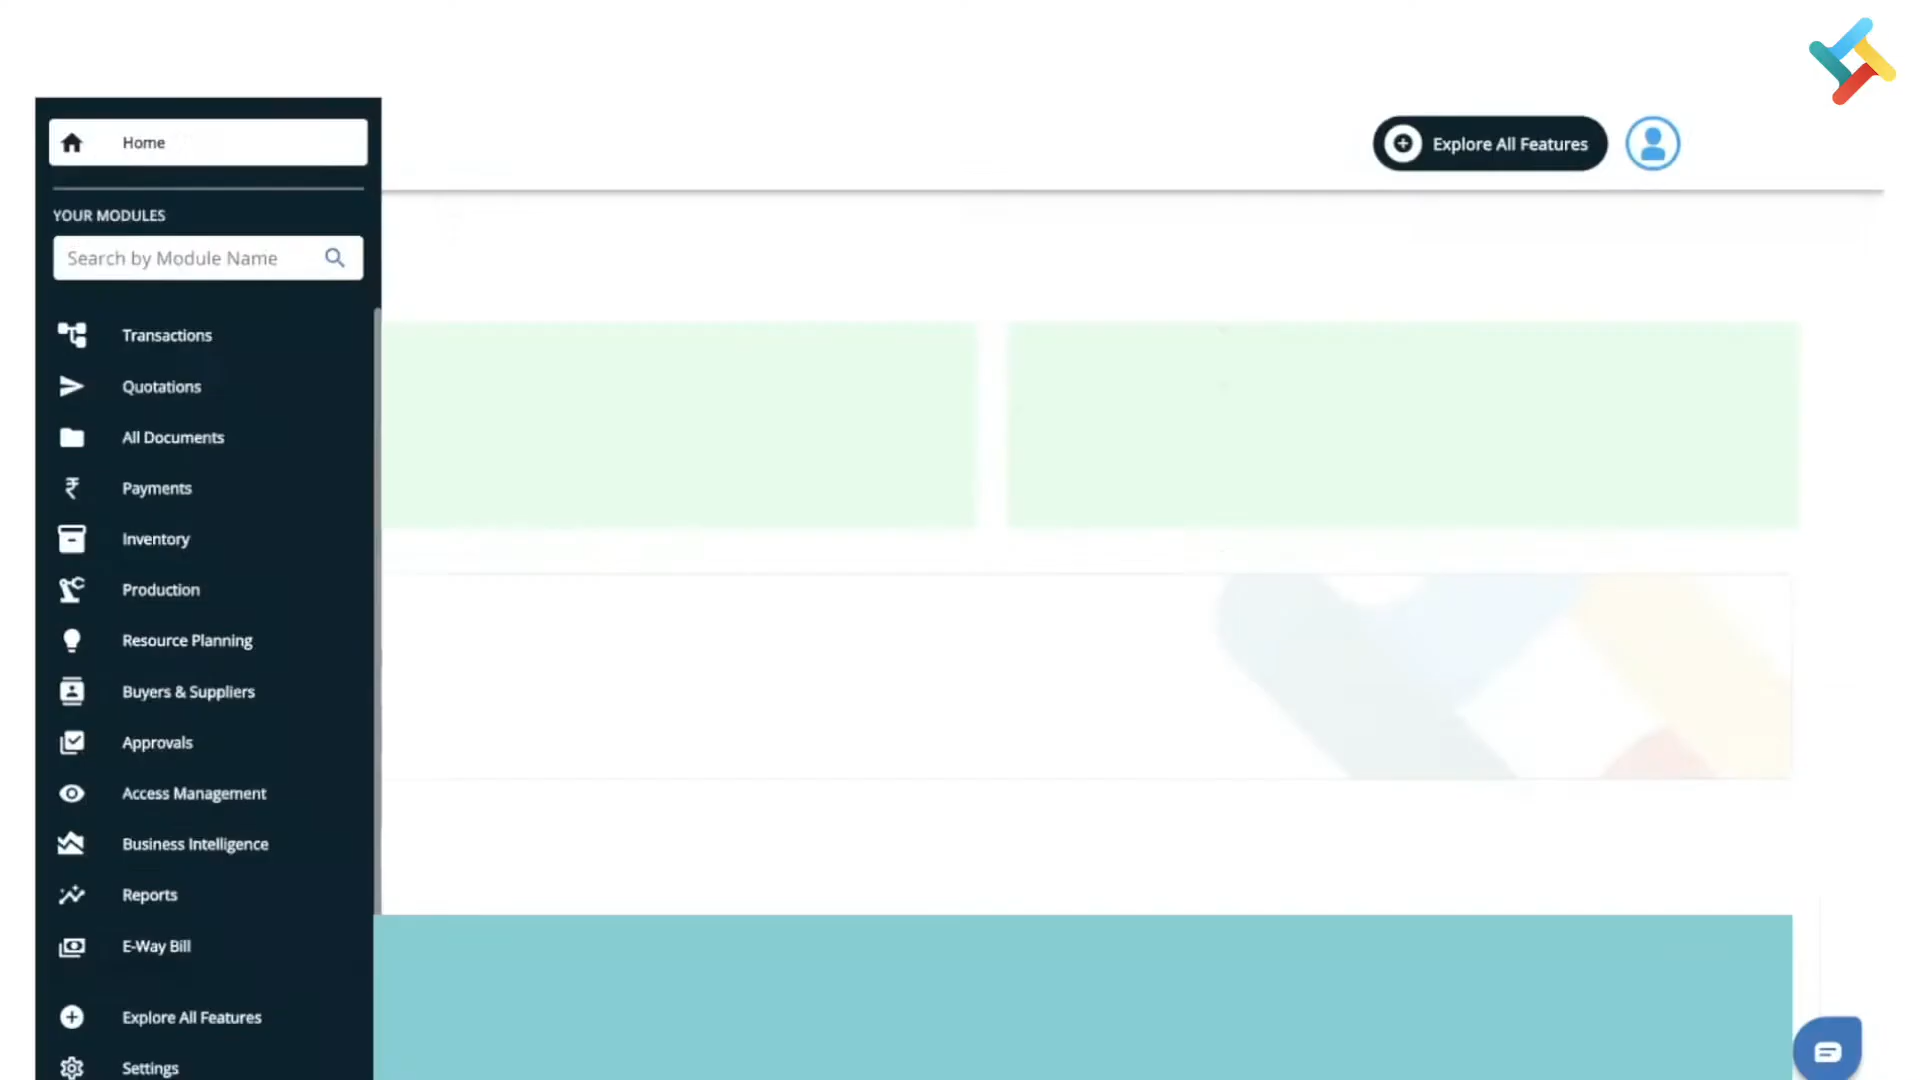 Home
Explore All Features
YOUR MODULES
Search by Module Name
Transactions
Quotations
All Documents
Payments
Inventory
Production
Resource Planning
Buyers & Suppliers
Approvals
Access Management
Business Intelligence
Reports
E-Way Bill
Explore All Features
Settings